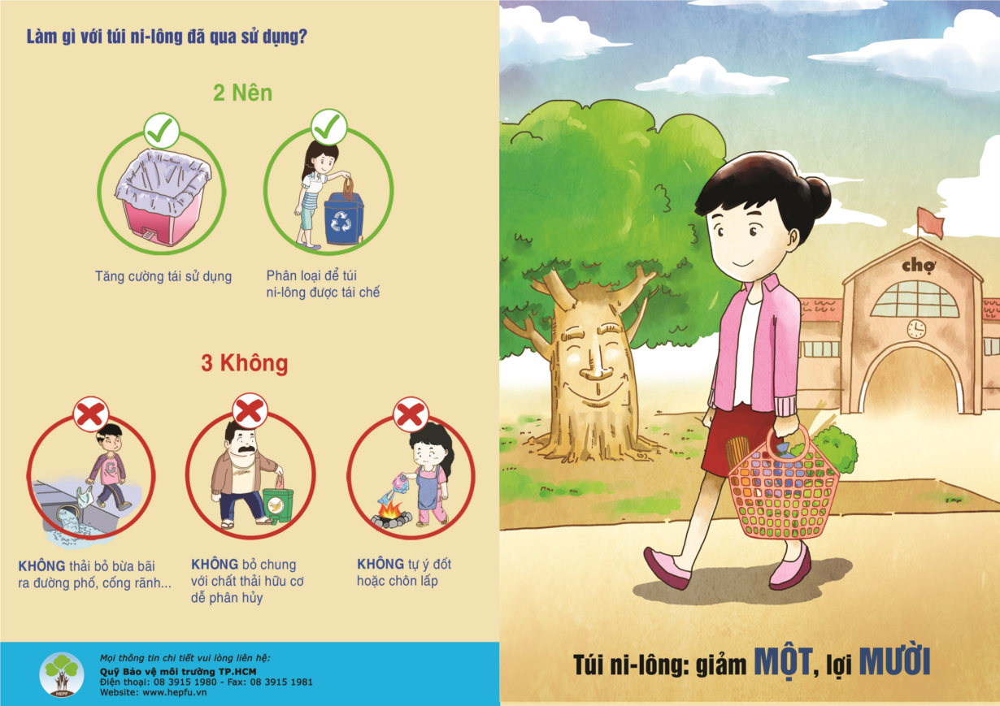 Làm gì với túi ni-lông đã qua sử dụng?
2 Nên
Tăng cường tái sử dụng
Phân loại để túi
ni-lông được tái chế
3 Không
G
KHÔNG thải bỏ bừa bãi
ra đường phố, cống rãnh...
KHÔNG bỏ chung
với chất thải hữu cơ
dễ phân hủy
KHÔNG tự ý đốt
hoặc chôn lấp
HEPF
Mọi thông tin chi tiết vui lòng liên hệ:
Quỹ Bảo vệ môi trường TP.HCM
Điện thoại: 08 3915 1980 - Fax: 08 3915 1981
Website: www.hepfu.vn
chợ
Túi ni-lông: giảm MỘT, lợi MƯỜI